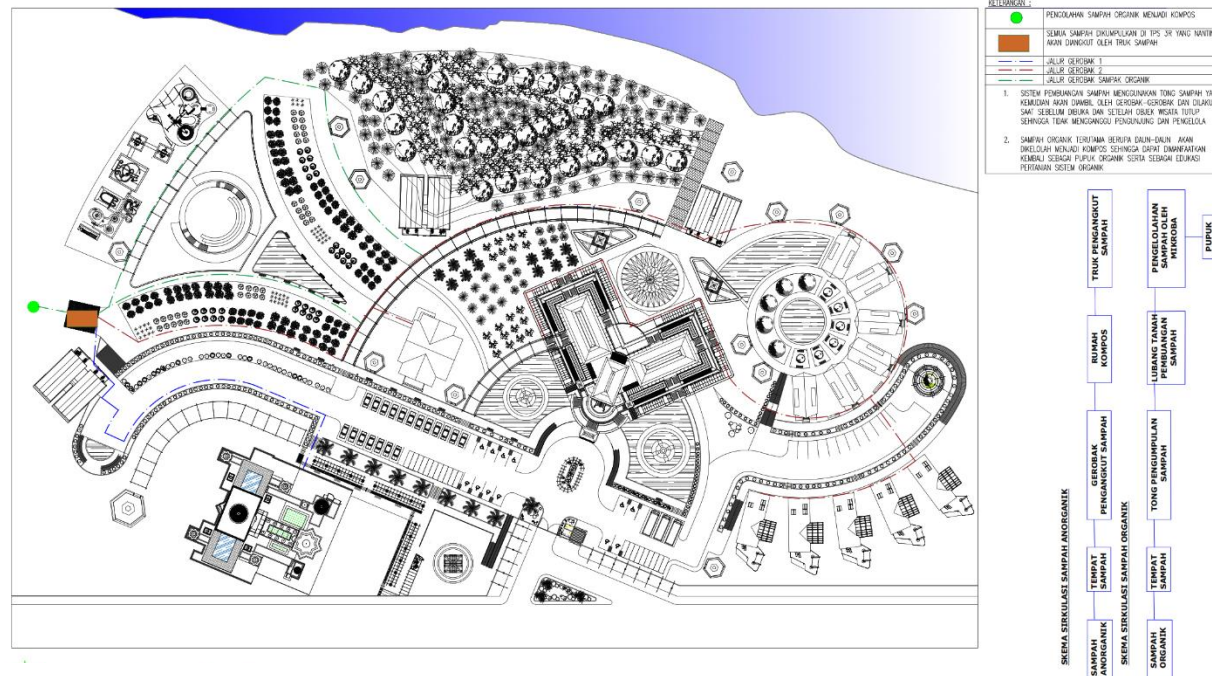 KETERANGAN :
PENGOLAHAN SAMPAH ORGANIK MENJADI KOMPOS
SEMUA SAMPAH DIKUMPULKAN DI TPS 3R YANG
AKAN DIANGKUT OLEH TRUK SAMPAH
JALUR GEROBAK 1
JALUR GEROBAK 2
JALUR GEROBAK SAMPAK ORGANIK
1. SISTEM PEMBUANGAN SAMPAH MENGGUNAKAN TONG SAMPAH
KEMUDIAN AKAN DIAMBIL OLEH GEROBAK-GEROBAK DAN
SAAT SEBELUM DIBUKA DAN SETELAH OBJEK WISATA TUTUP
SEHINGGA TIDAK MENGGANGU PENGUNJUNG DAN PENGELOLA
2. SAMPAH ORGANIK TERUTAMA BERUPA DAUN-DAUN AKAN
DIKELOLAH MENJADI KOMPOS SEHINGGA DAPAT DIMANFAATKAN
KEMBALI SEBAGAI PUPUK ORGANIK SERTA SEBAGAI EDUKASI
PERTANIAN SISTEM ORGANIK
SKEMA SIRKULASI SAMPAH ANORGANIK
SAMPAH
ANORGANIK
TEMPAT
SAMPAH
GEROBAK
PENGANGKUT SAMPAH
RUMAH
KOMPOS
TRUK PENGANGKUT
SAMPAH
SKEMA SIRKULASI SAMPAH ORGANIK
SAMPAH
ORGANIK
TEMPAT
SAMPAH
TONG PENGUMPULAN
SAMPAH
LUBANG TANAH
PEMBUANGAN
SAMPAH
PENGELOLAHAN
SAMPAH OLEH
MIKROBA
PUPUK